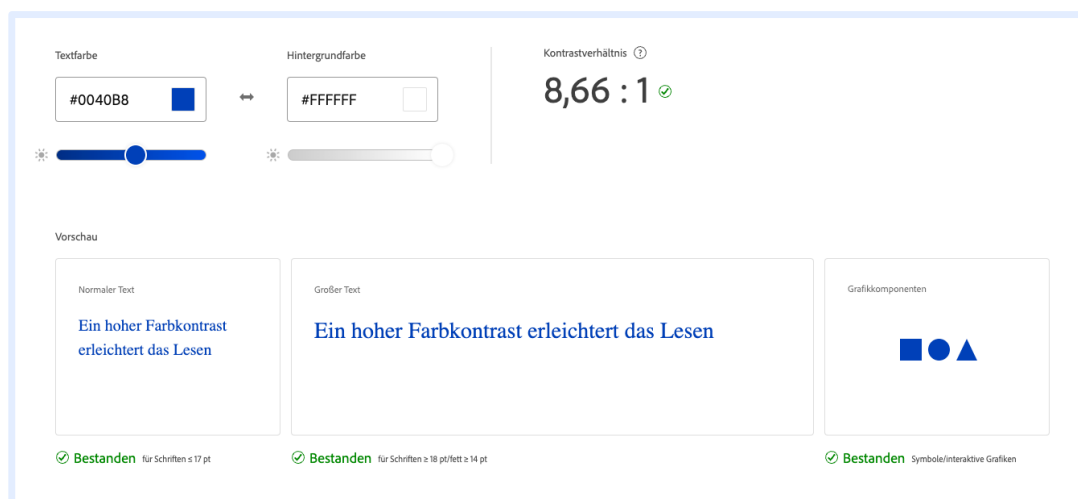 Textfarbe
Hintergrundfarbe
Kontrastverhältnis ?
#0040B8
#FFFFFF
8,66 : 1
Vorschau
Normaler Text
Ein hoher Farbkontrast
erleichtert das Lesen
Großer Text
Ein hoher Farbkontrast erleichtert das Lesen
Grafikkomponenten
Bestanden für Schriften ≤ 17 pt
Bestanden für Schriften ≥ 18 pt/fett ≥ 14 pt
Bestanden Symbole/interaktive Grafiken